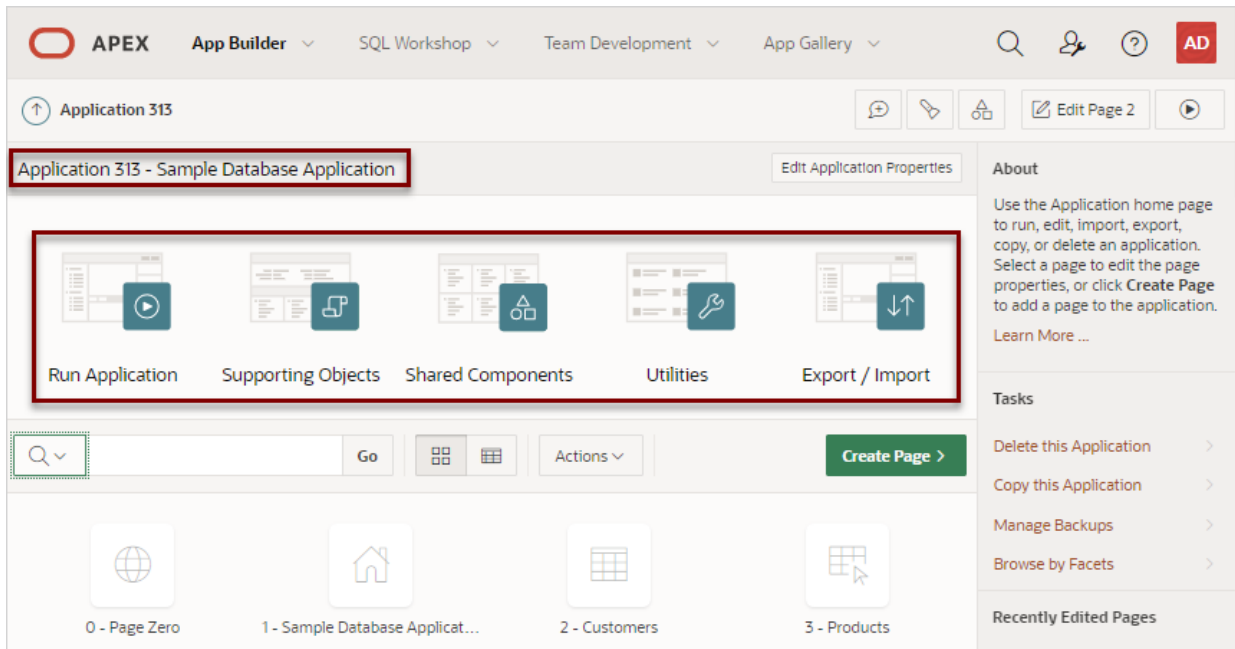 APEX App Builder SQL Workshop Team Development App Gallery AD
Application 313 Edit Page 2
Application 313 - Sample Database Application Edit Application Properties
Run Application Supporting Objects Shared Components Utilities Export / Import
Go Actions Create Page
0 - Page Zero 1 - Sample Database Applicat... 2 - Customers 3 - Products
About
Use the Application home page
to run, edit, import, export,
copy, or delete an application.
Select a page to edit the page
properties, or click Create Page
to add a page to the application.
Learn More ...
Tasks
Delete this Application
Copy this Application
Manage Backups
Browse by Facets
Recently Edited Pages